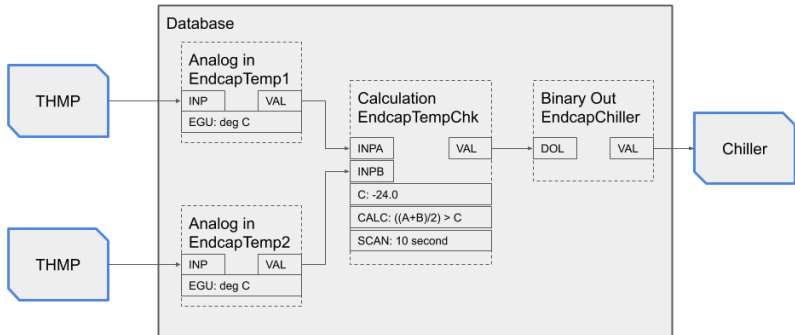 Database
Analog in
EndcapTemp1
THMP
INP
VAL
EGU: deg C
Calculation
EndcapTempChk
INPA
VAL
INPB
C: -24.0
CALC: ((A+B)/2) > C
SCAN: 10 second
Binary Out
EndcapChiller
DOL
VAL
Chiller
Analog in
EndcapTemp2
THMP
INP
VAL
EGU: deg C